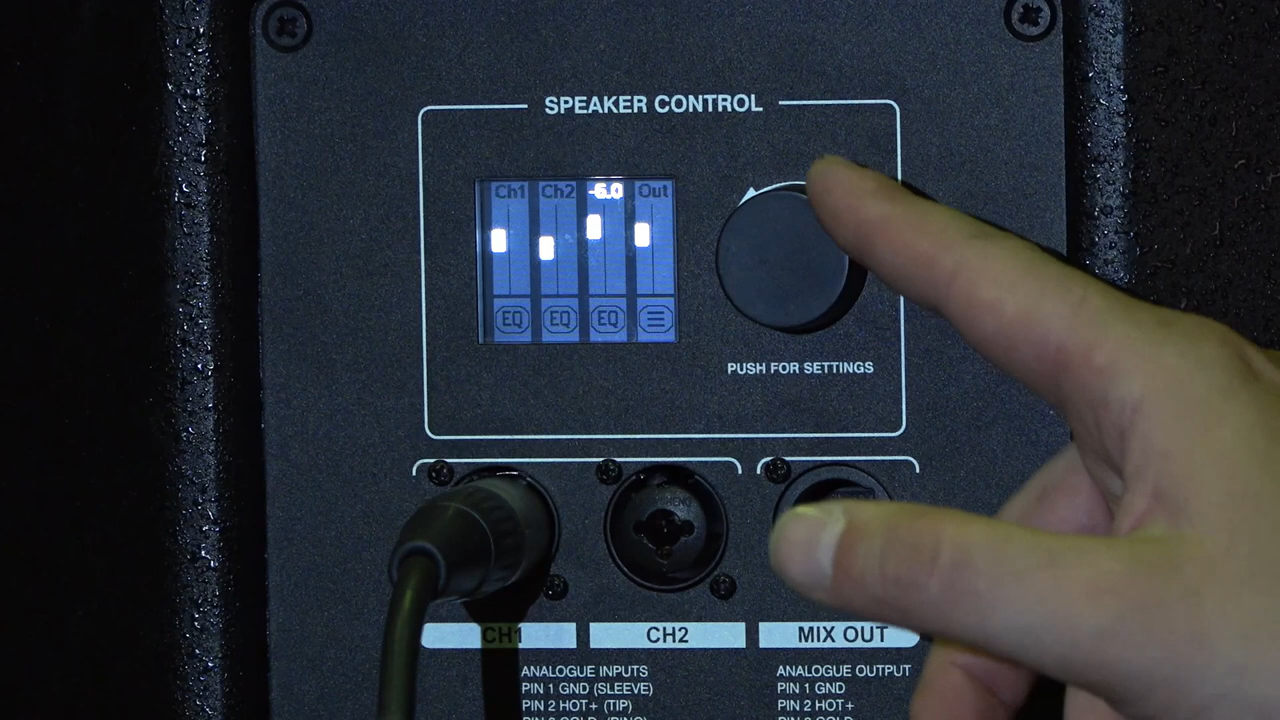 SPEAKER CONTROL
Ch1 Ch2 -6.0 Out
EQ EQ EQ
PUSH FOR SETTINGS
CH1 CH2 MIX OUT
ANALOGUE INPUTS
PIN 1 GND (SLEEVE)
PIN 2 HOT+ (TIP)
ANALOGUE OUTPUT
PIN 1 GND
PIN 2 HOT+